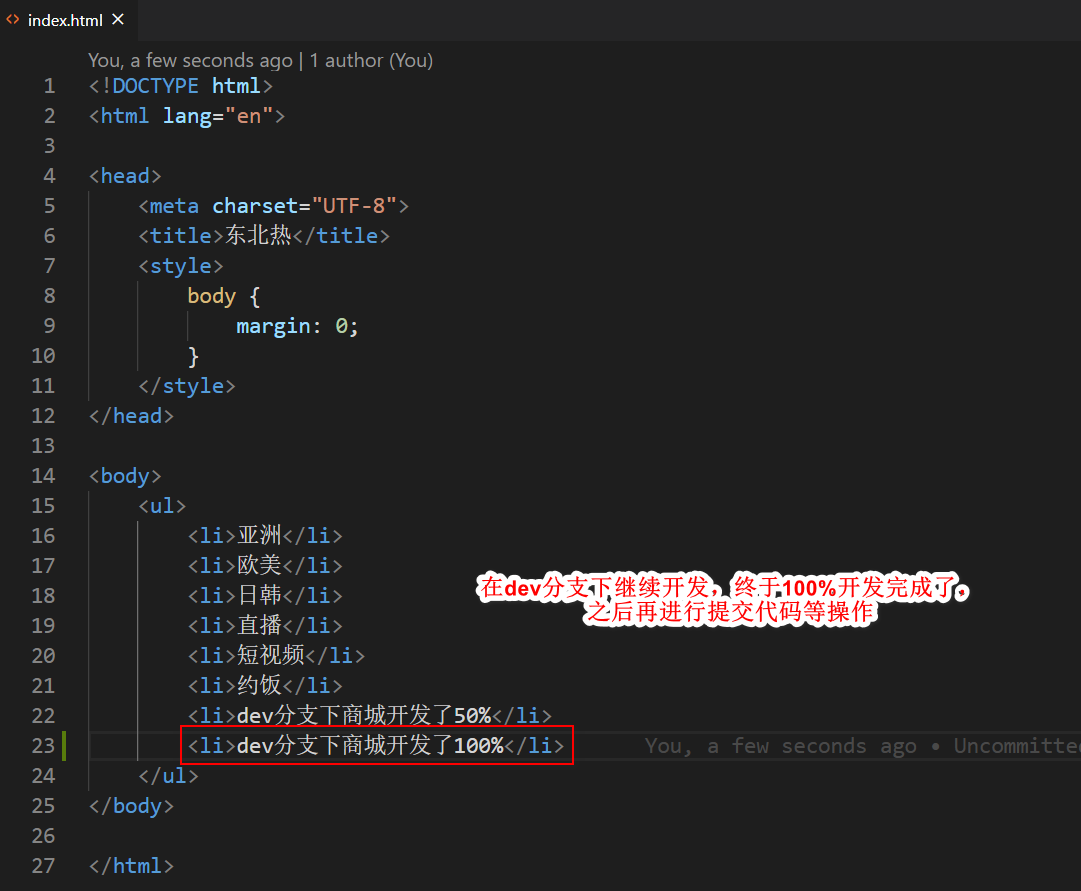 index.html
You, a few seconds ago | 1 author (You)
1 <!DOCTYPE html>
2 <html lang="en">
3
4 <head>
5 <meta charset="UTF-8">
6 <title>东北热</title>
7 <style>
8 body {
9 margin: 0;
10 }
11 </style>
12 </head>
13
14 <body>
15 <ul>
16 <li>亚洲</li>
17 <li>欧美</li>
18 <li>日韩</li>
19 <li>直播</li>
20 <li>短视频</li>
21 <li>约饭</li>
22 <li>dev分支下商城开发了50%</li>
23 <li>dev分支下商城开发了100%</li> You, a few seconds ago • Uncommitted
24 </ul>
25 </body>
26
27 </html>
在dev分支下继续开发，终于100%开发完成了，
之后再进行提交代码等操作